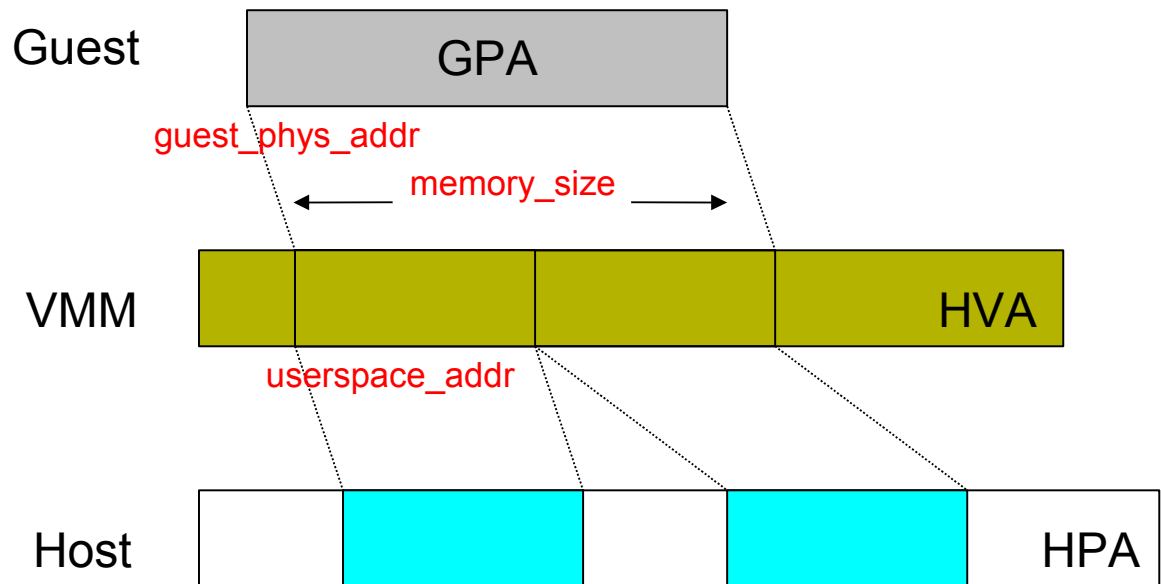 Guest
GPA
guest_phys_addr
memory_size
VMM
HVA
userspace_addr
Host
HPA